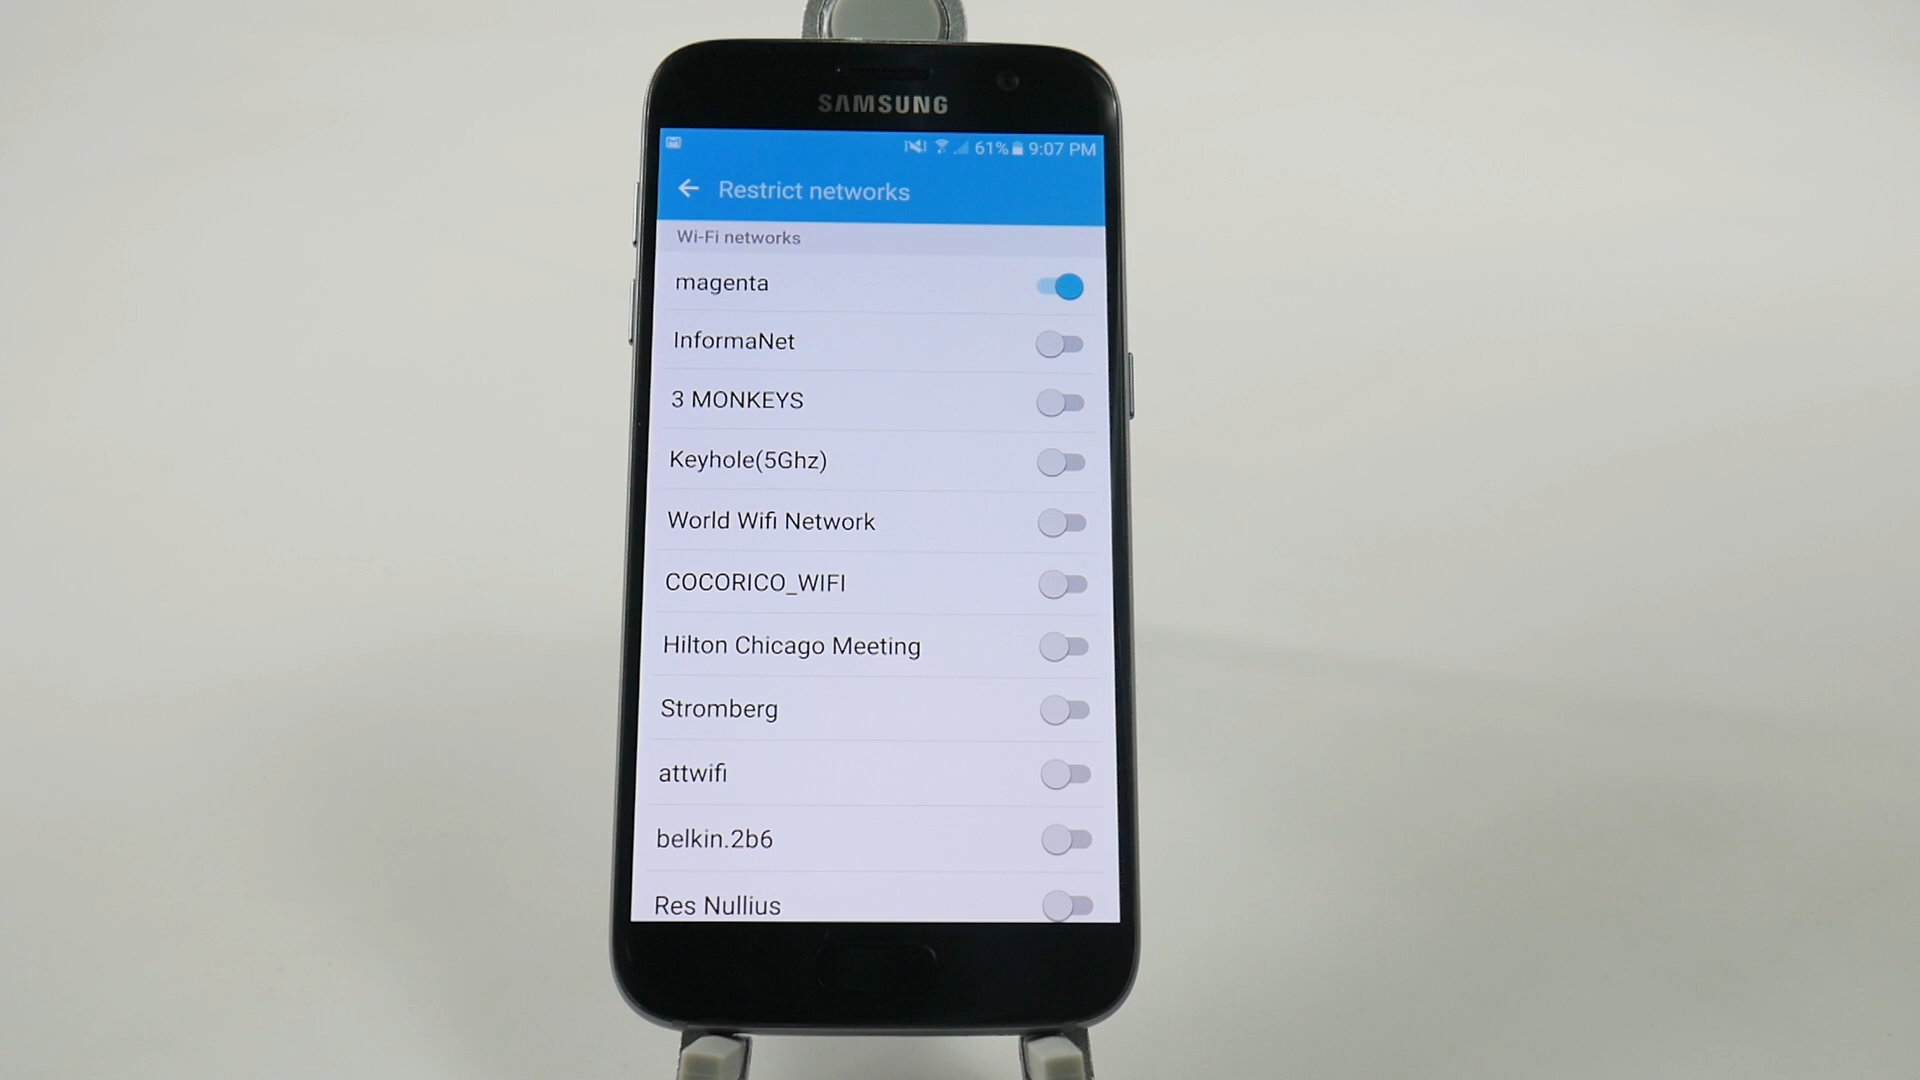 SAMSUNG
61% 9:07 PM
Restrict networks
Wi-Fi networks
magenta
InformaNet
3 MONKEYS
Keyhole(5Ghz)
World Wifi Network
COCORICO_WIFI
Hilton Chicago Meeting
Stromberg
attwifi
belkin.2b6
Res Nullius